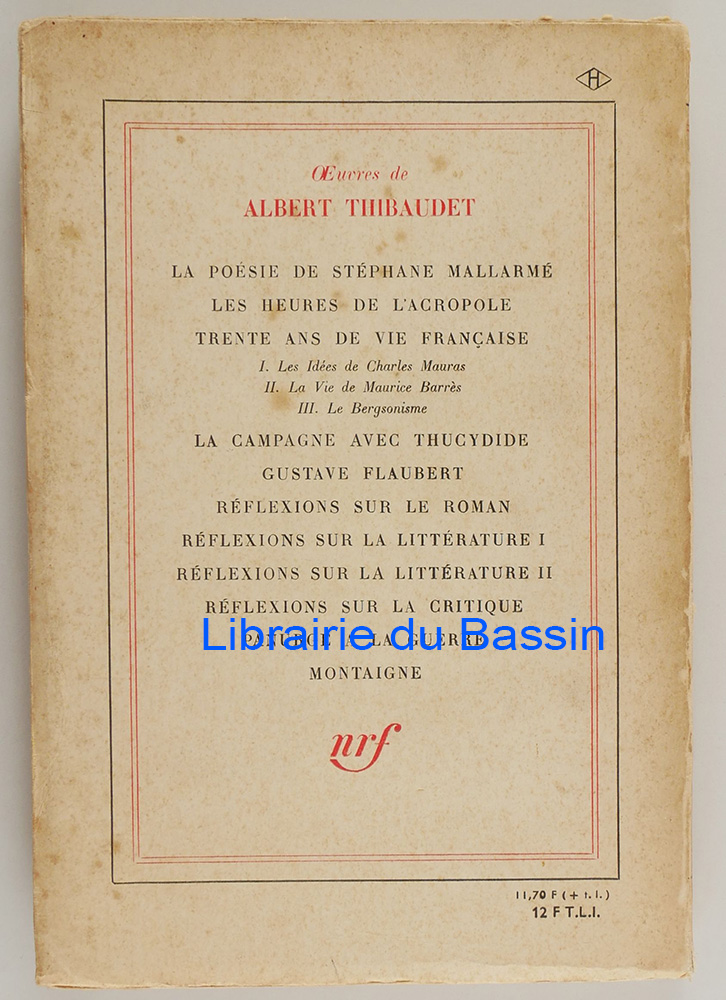 H
Œuvres de
ALBERT THIBAUDET
LA POÉSIE DE STÉPHANE MALLARMÉ
LES HEURES DE L'ACROPOLE
TRENTE ANS DE VIE FRANÇAISE
I. Les Idées de Charles Mauras
II. La Vie de Maurice Barrès
III. Le Bergsonisme
LA CAMPAGNE AVEC THUCYDIDE
GUSTAVE FLAUBERT
RÉFLEXIONS SUR LE ROMAN
RÉFLEXIONS SUR LA LITTÉRATURE I
RÉFLEXIONS SUR LA LITTÉRATURE II
RÉFLEXIONS SUR LA CRITIQUE
PANURGE A LA GUERRE
Librairie du Bassin
MONTAIGNE
nrf
11,70 F (+ t.l.)
12 F T.L.I.